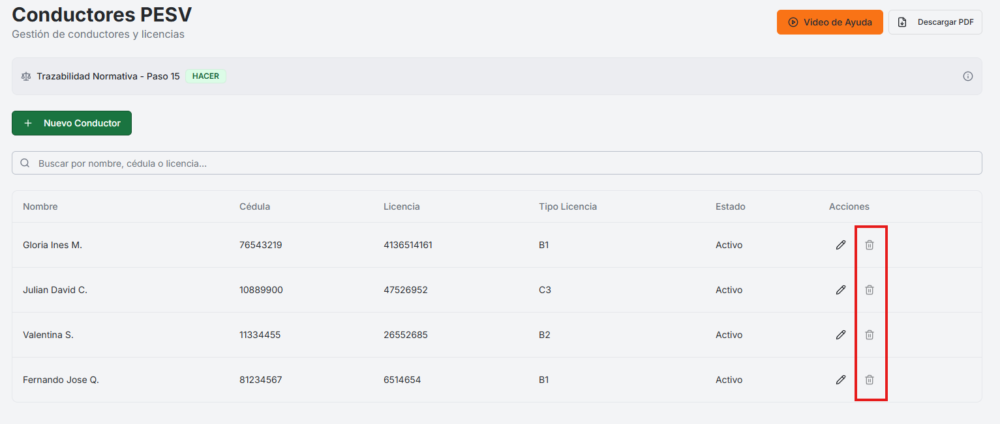 Conductores PESV
Gestión de conductores y licencias
Video de Ayuda
Descargar PDF
Trazabilidad Normativa - Paso 15 HACER
Nuevo Conductor
Buscar por nombre, cédula o licencia...
Nombre Cédula Licencia Tipo Licencia Estado Acciones
Gloria Ines M. 76543219 4136514161 B1 Activo
Julian David C. 10889900 47526952 C3 Activo
Valentina S. 11334455 26552685 B2 Activo
Fernando Jose Q. 81234567 6514654 B1 Activo